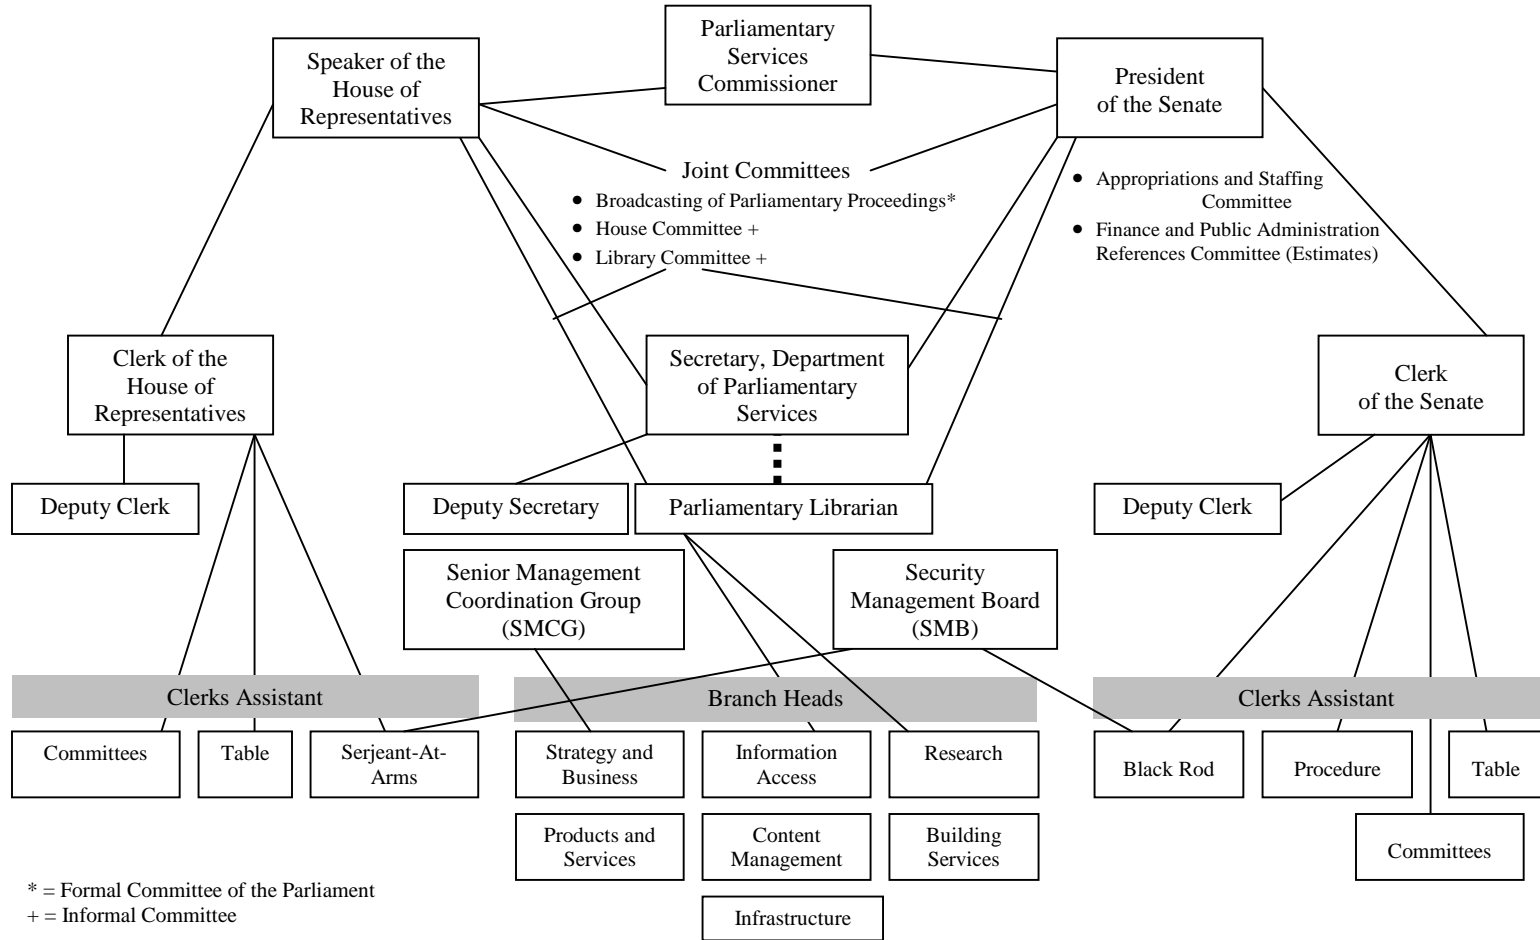 Parliamentary
Services
Commissioner
Speaker of the
House of
Representatives
President
of the Senate
Joint Committees
• Broadcasting of Parliamentary Proceedings*
• House Committee +
• Library Committee +
• Appropriations and Staffing
Committee
• Finance and Public Administration
References Committee (Estimates)
Clerk of the
House of
Representatives
Secretary, Department
of Parliamentary
Services
Clerk
of the Senate
Deputy Clerk
Deputy Secretary
Parliamentary Librarian
Deputy Clerk
Senior Management
Coordination Group
(SMCG)
Security
Management Board
(SMB)
Clerks Assistant
Branch Heads
Clerks Assistant
Committees
Table
Serjeant-At-
Arms
Strategy and
Business
Information
Access
Research
Black Rod
Procedure
Table
Products and
Services
Content
Management
Building
Services
Committees
Infrastructure
* = Formal Committee of the Parliament
+ = Informal Committee